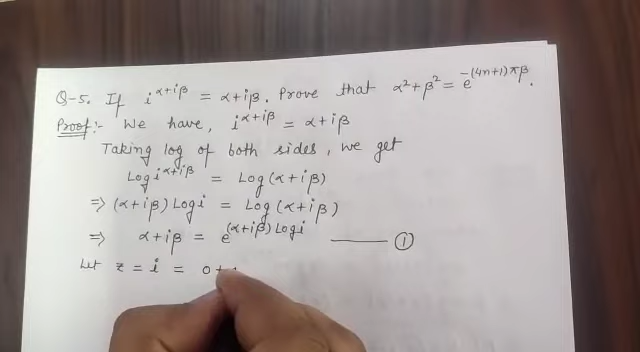 Q-5. If i^{α+iβ} = α+iβ. Prove that α²+β² = e^{-(4n+1)πβ}.
Proof:- We have, i^{α+iβ} = α+iβ
Taking log of both sides, we get
Log i^{α+iβ} = Log(α+iβ)
⇒ (α+iβ) Log i = Log(α+iβ)
⇒ α+iβ = e^{(α+iβ) Log i} ——— ①
Let z = i = 0+